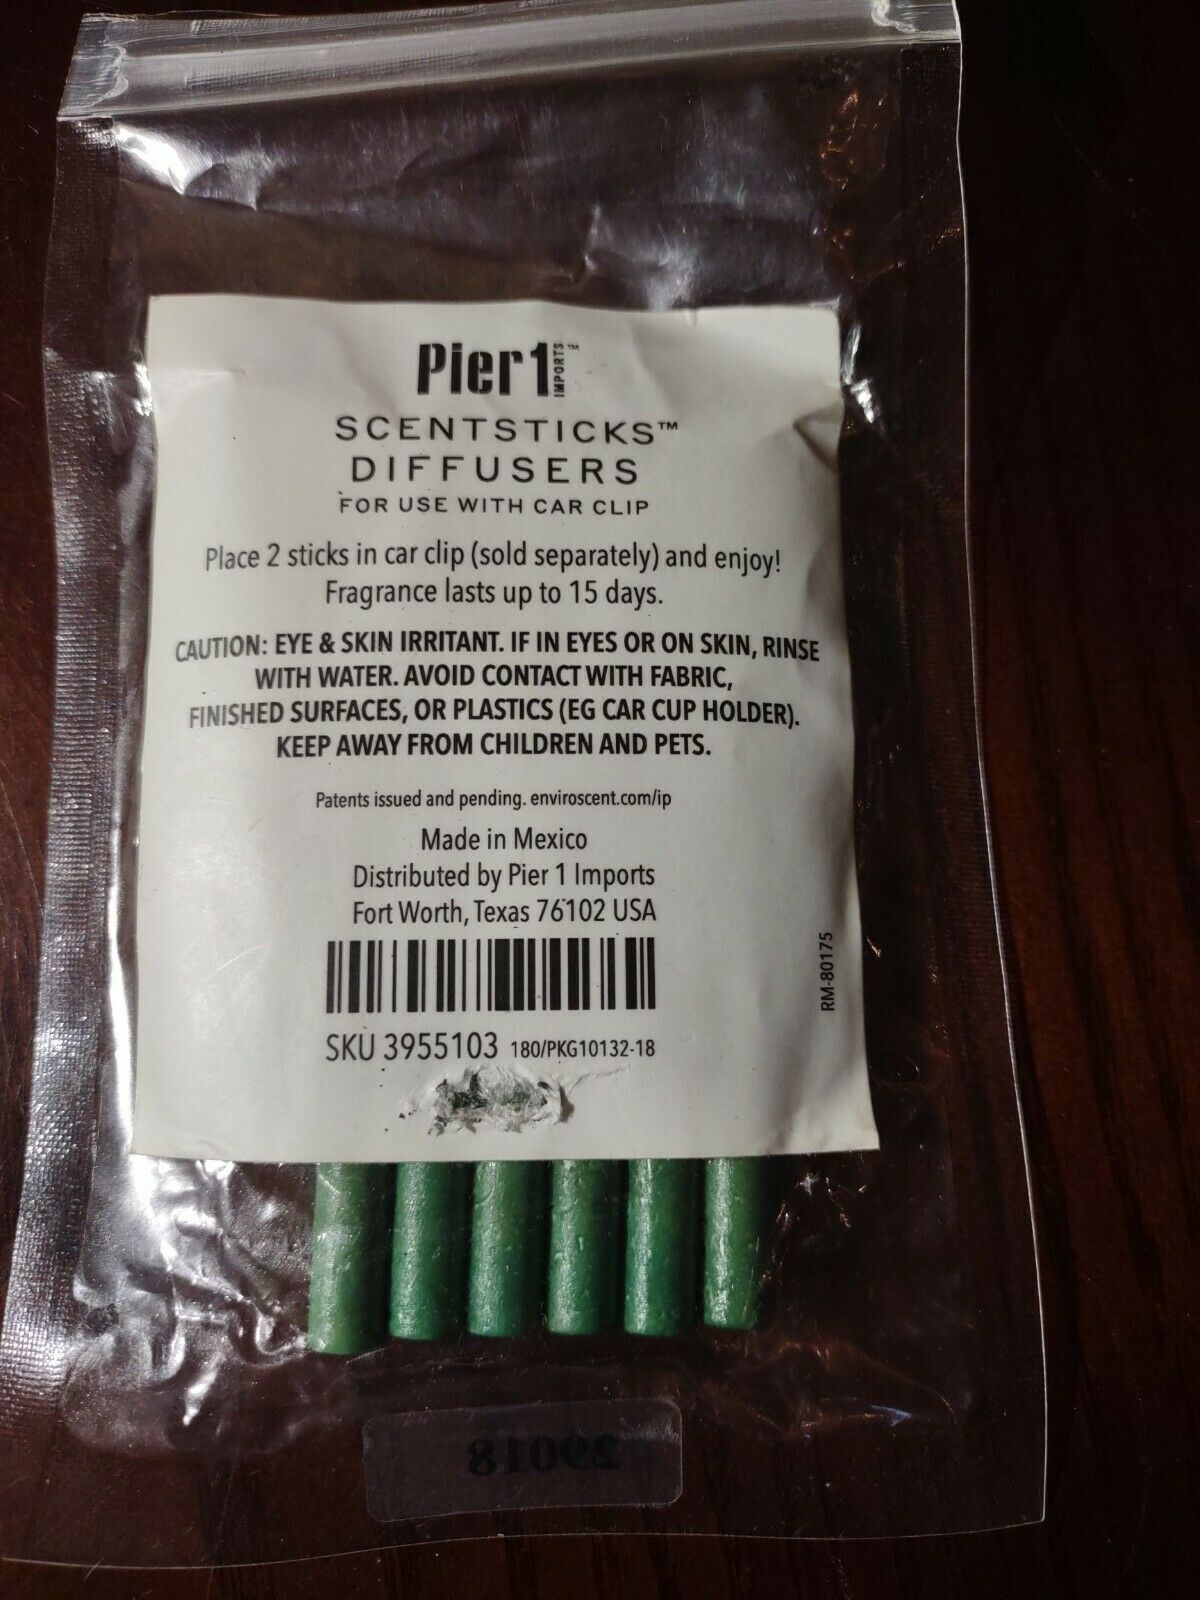 Pier 1 IMPORTS™
SCENTSTICKS™
DIFFUSERS
FOR USE WITH CAR CLIP
Place 2 sticks in car clip (sold separately) and enjoy!
Fragrance lasts up to 15 days.
CAUTION: EYE & SKIN IRRITANT. IF IN EYES OR ON SKIN, RINSE
WITH WATER. AVOID CONTACT WITH FABRIC,
FINISHED SURFACES, OR PLASTICS (EG CAR CUP HOLDER).
KEEP AWAY FROM CHILDREN AND PETS.
Patents issued and pending. enviroscent.com/ip
Made in Mexico
Distributed by Pier 1 Imports
Fort Worth, Texas 76102 USA
RM-80175
SKU 3955103 180/PKG10132-18
29018